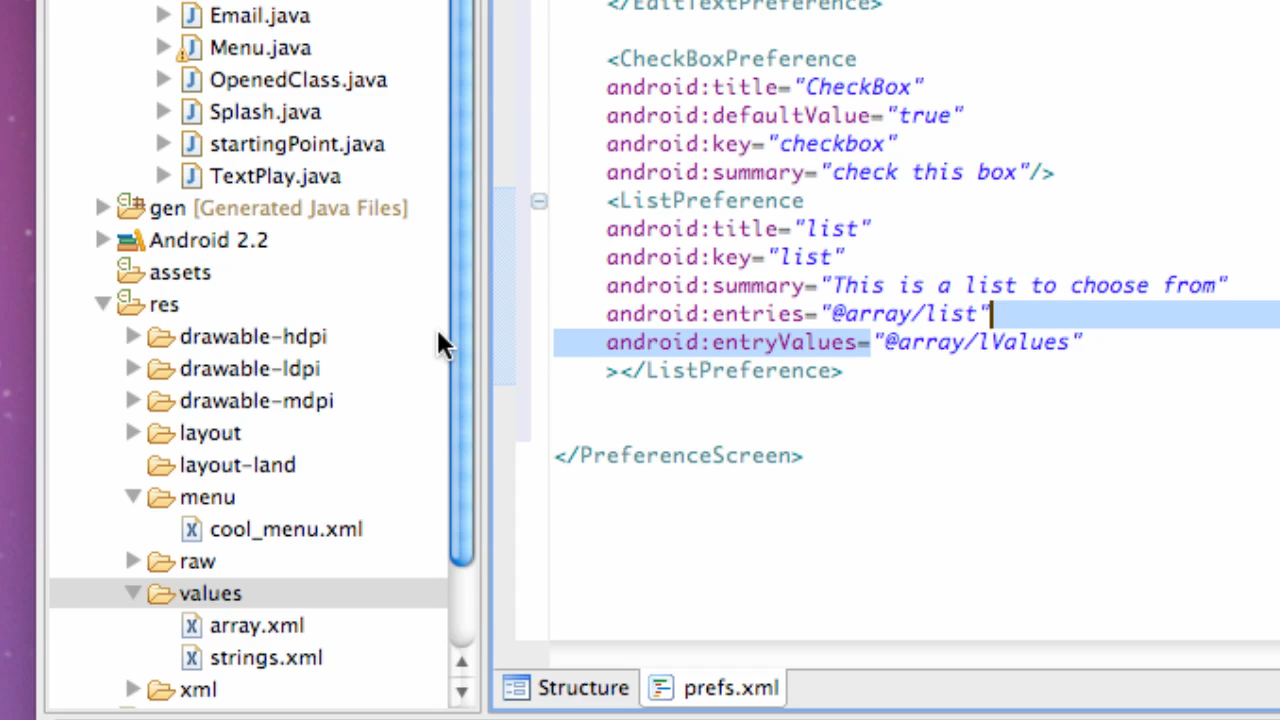 Email.java
Menu.java
OpenedClass.java
Splash.java
startingPoint.java
TextPlay.java
gen [Generated Java Files]
Android 2.2
assets
res
drawable-hdpi
drawable-ldpi
drawable-mdpi
layout
layout-land
menu
cool_menu.xml
raw
values
array.xml
strings.xml
xml
</EditTextPreference>
<CheckBoxPreference
android:title="CheckBox"
android:defaultValue="true"
android:key="checkbox"
android:summary="check this box"/>
<ListPreference
android:title="list"
android:key="list"
android:summary="This is a list to choose from"
android:entries="@array/list"
android:entryValues="@array/lValues"
></ListPreference>
</PreferenceScreen>
Structure
prefs.xml